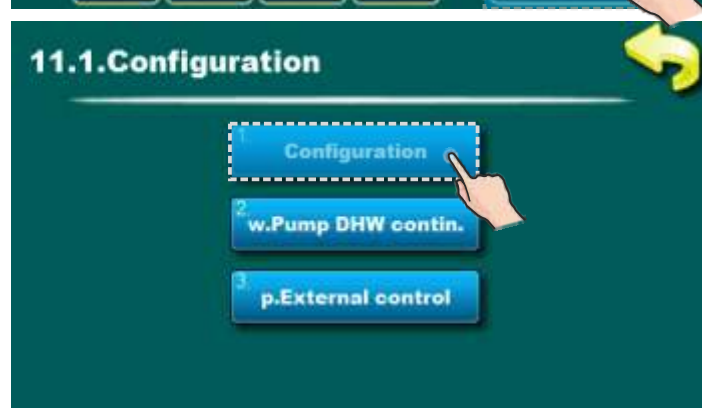 11.1.Configuration
1.
Configuration
2.
w.Pump DHW contin.
3.
p.External control